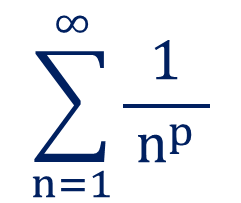 ∞
∑ 1/n^p
n=1